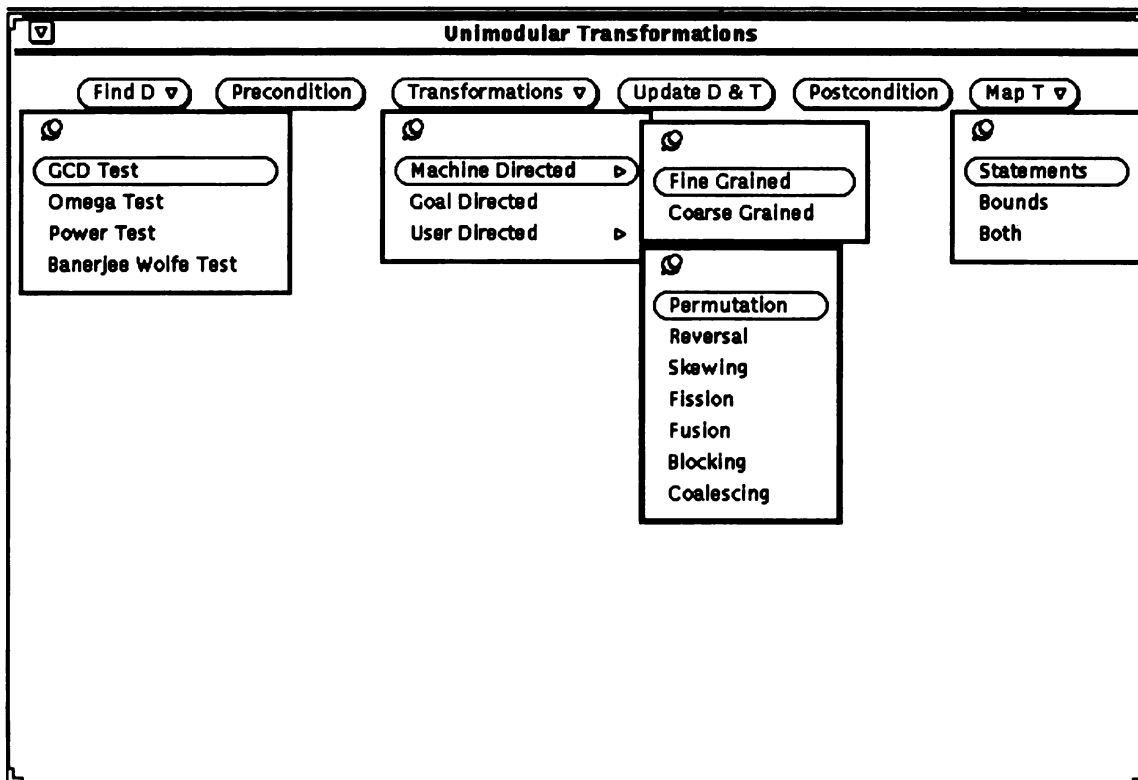 Unimodular Transformations
Find D
Precondition
Transformations
Update D & T
Postcondition
Map T
GCD Test
Omega Test
Power Test
Banerjee Wolfe Test
Machine Directed
Goal Directed
User Directed
Fine Grained
Coarse Grained
Permutation
Reversal
Skewing
Fission
Fusion
Blocking
Coalescing
Statements
Bounds
Both